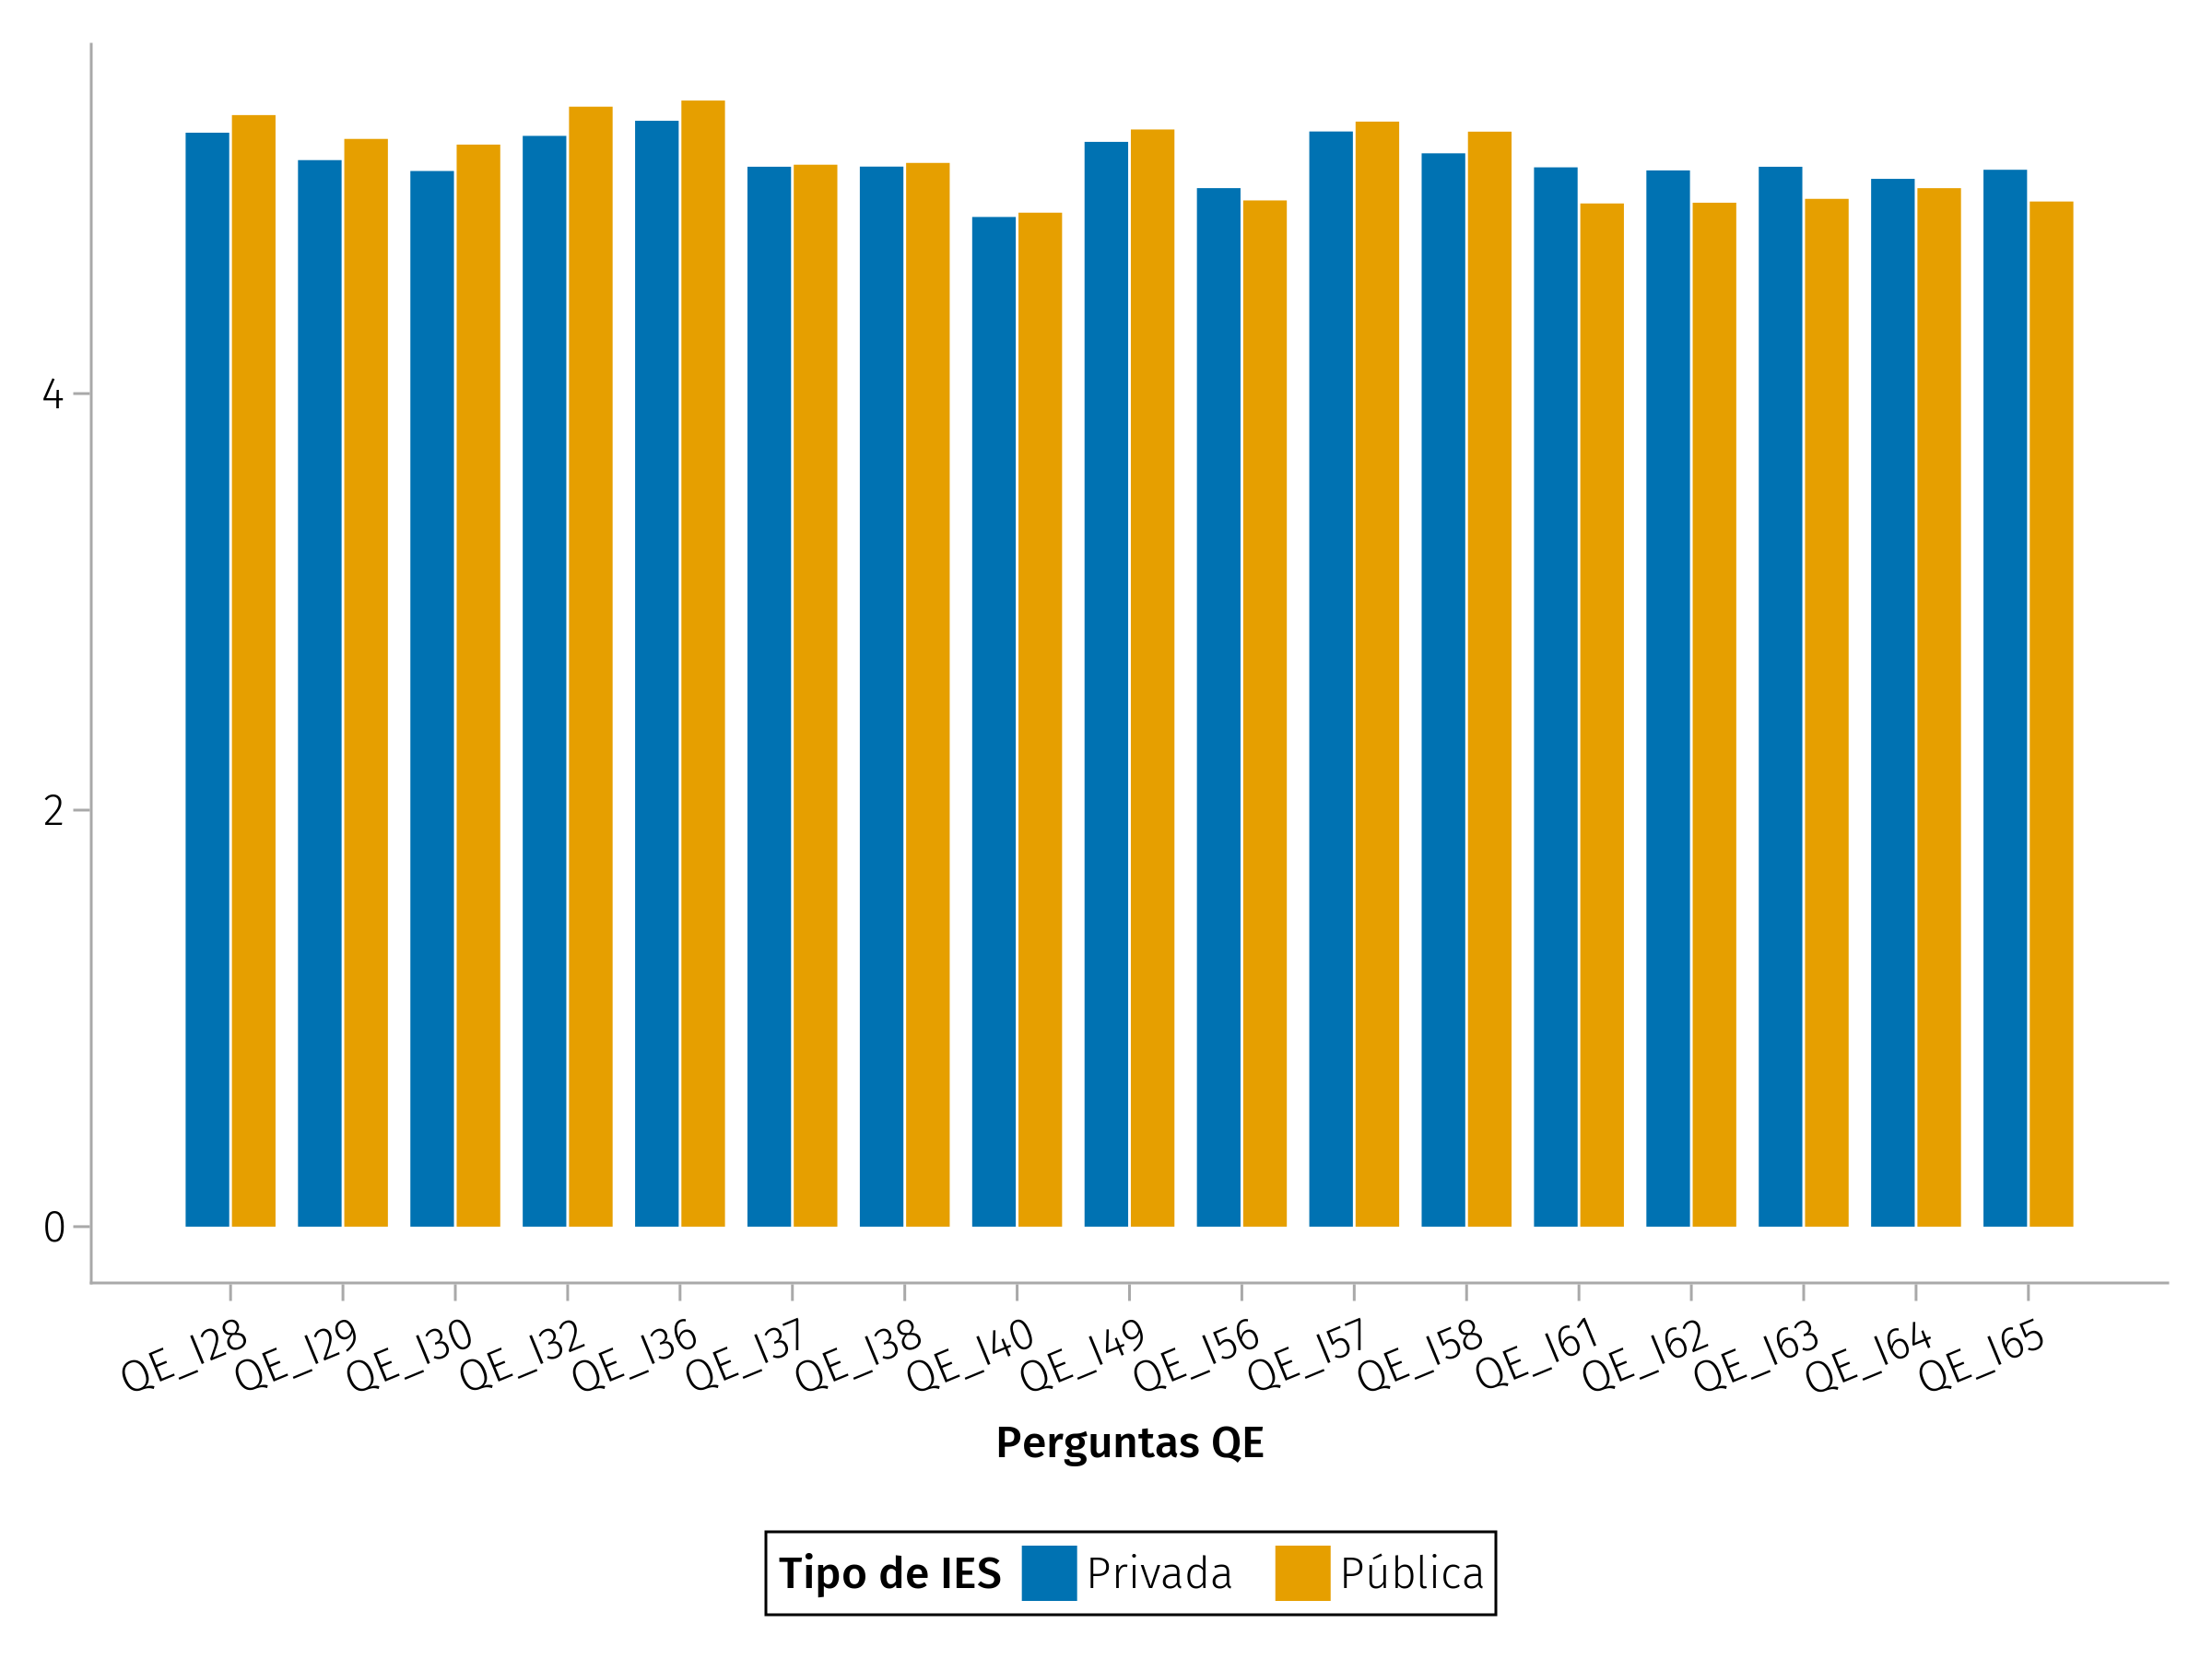 4
2
0
QE_I28
QE_I29
QE_I30
QE_I32
QE_I36
QE_I37
QE_I38
QE_I40
QE_I49
QE_I56
QE_I57
QE_I58
QE_I61
QE_I62
QE_I63
QE_I64
QE_I65
Perguntas QE
Tipo de IES Privada Pública